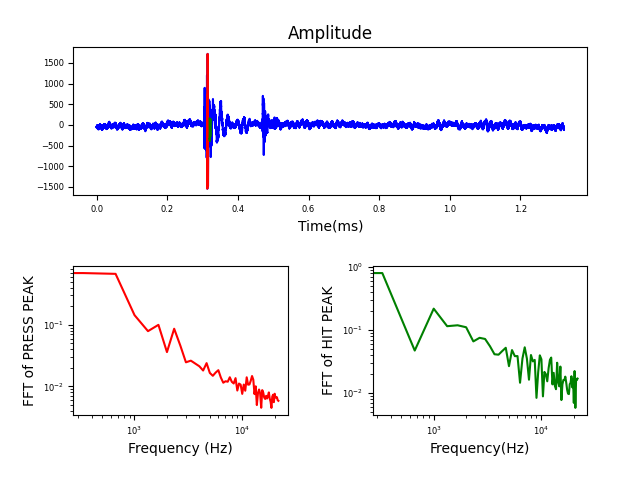 Amplitude
1500
1000
500
0
−500
−1000
−1500
0.0 0.2 0.4 0.6 0.8 1.0 1.2
Time(ms)
FFT of PRESS PEAK
10⁻¹
10⁻²
10³ 10⁴
Frequency (Hz)
FFT of HIT PEAK
10⁰
10⁻¹
10⁻²
10³ 10⁴
Frequency(Hz)